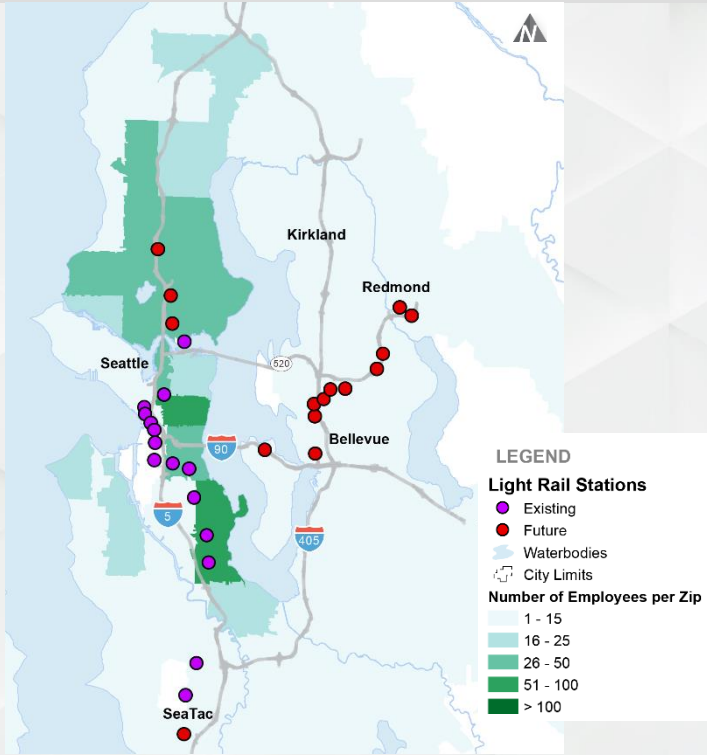 N
Kirkland
Redmond
Seattle
520
Bellevue
90
5
405
SeaTac
LEGEND
Light Rail Stations
Existing
Future
Waterbodies
City Limits
Number of Employees per Zip
1 - 15
16 - 25
26 - 50
51 - 100
> 100